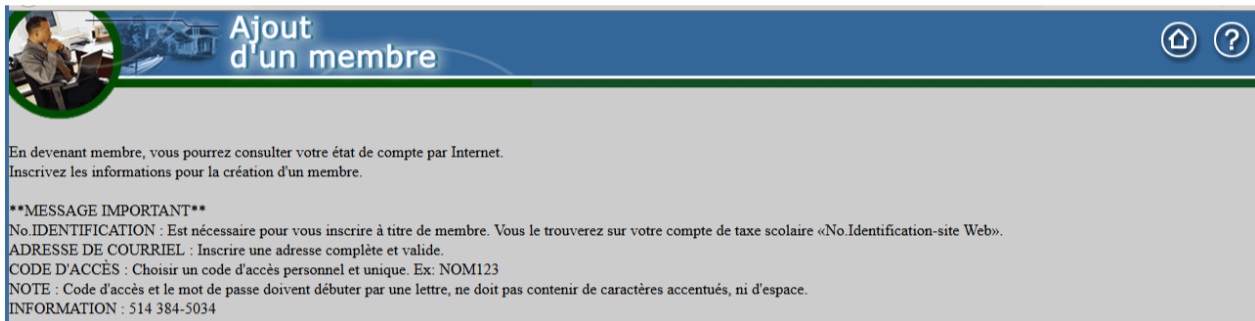 Ajout
d'un membre
?
En devenant membre, vous pourrez consulter votre état de compte par Internet.
Inscrivez les informations pour la création d'un membre.
**MESSAGE IMPORTANT**
No.IDENTIFICATION : Est nécessaire pour vous inscrire à titre de membre. Vous le trouverez sur votre compte de taxe scolaire «No.Identification-site Web».
ADRESSE DE COURRIEL : Inscrire une adresse complète et valide.
CODE D'ACCÈS : Choisir un code d'accès personnel et unique. Ex: NOM123
NOTE : Code d'accès et le mot de passe doivent débuter par une lettre, ne doit pas contenir de caractères accentués, ni d'espace.
INFORMATION : 514 384-5034